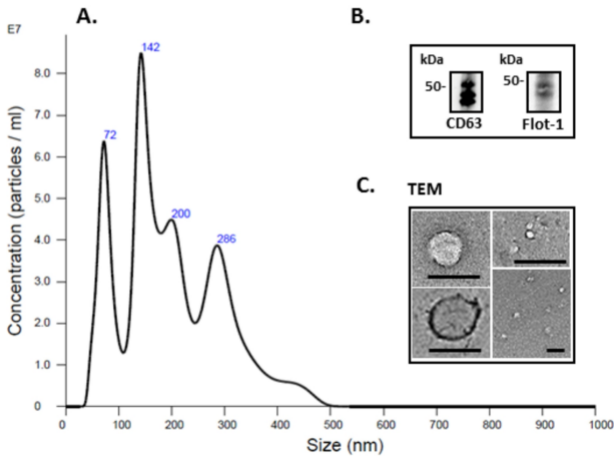 A.
E7
Concentration (particles / ml)
8.0
7.0
6.0
5.0
4.0
3.0
2.0
1.0
0
72
142
200
286
0 100 200 300 400 500 600 700 800 900 1000
Size (nm)
B.
kDa kDa
50- 50-
CD63 Flot-1
C. TEM